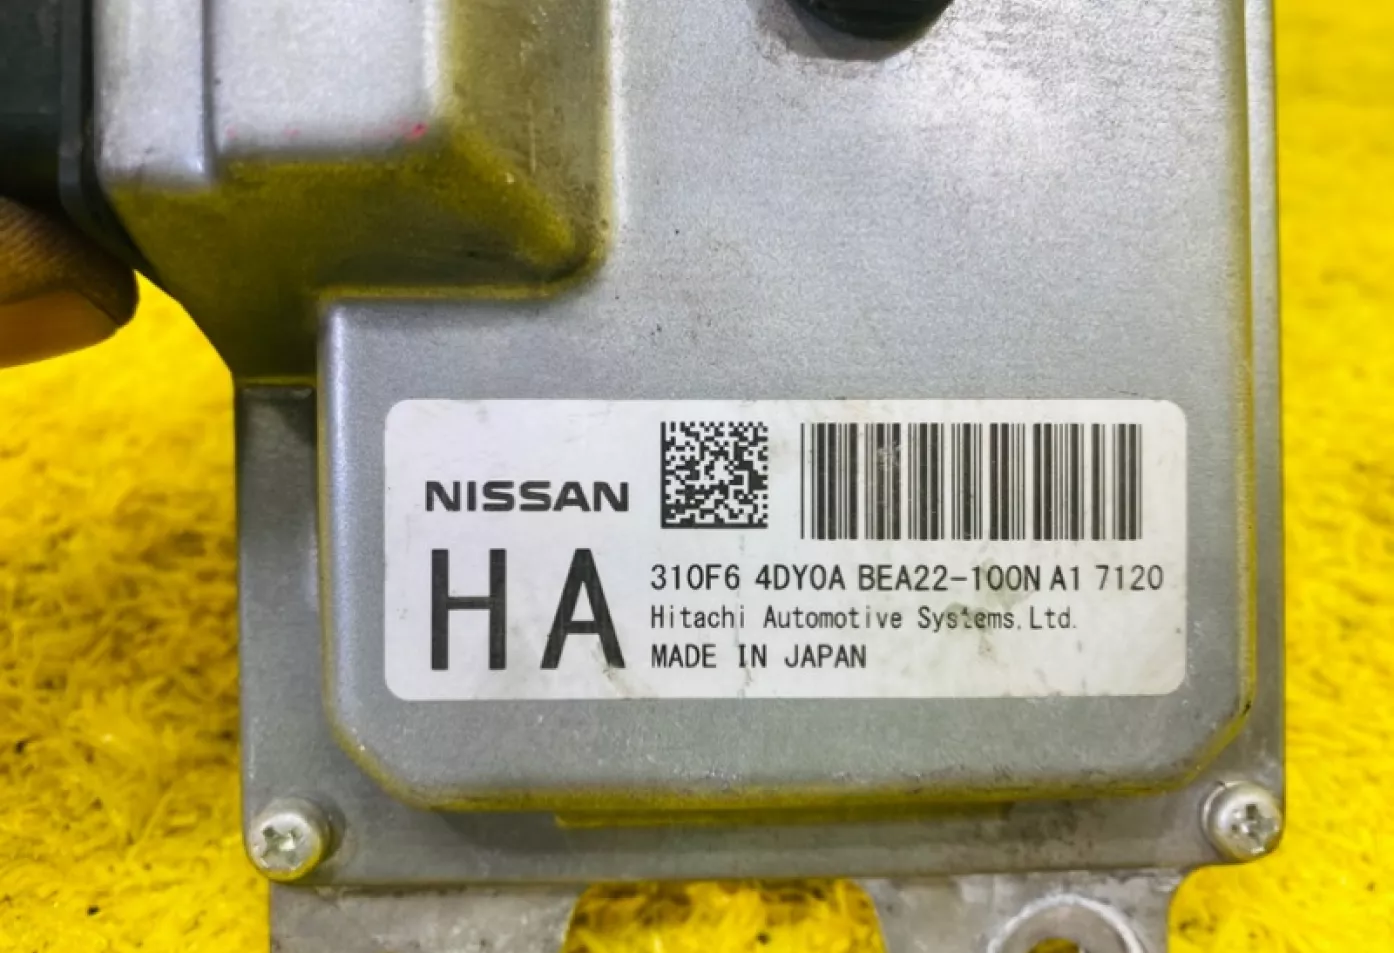 NISSAN
HA
310F6 4DY0A BEA22-100N A1 7120
Hitachi Automotive Systems,Ltd.
MADE IN JAPAN